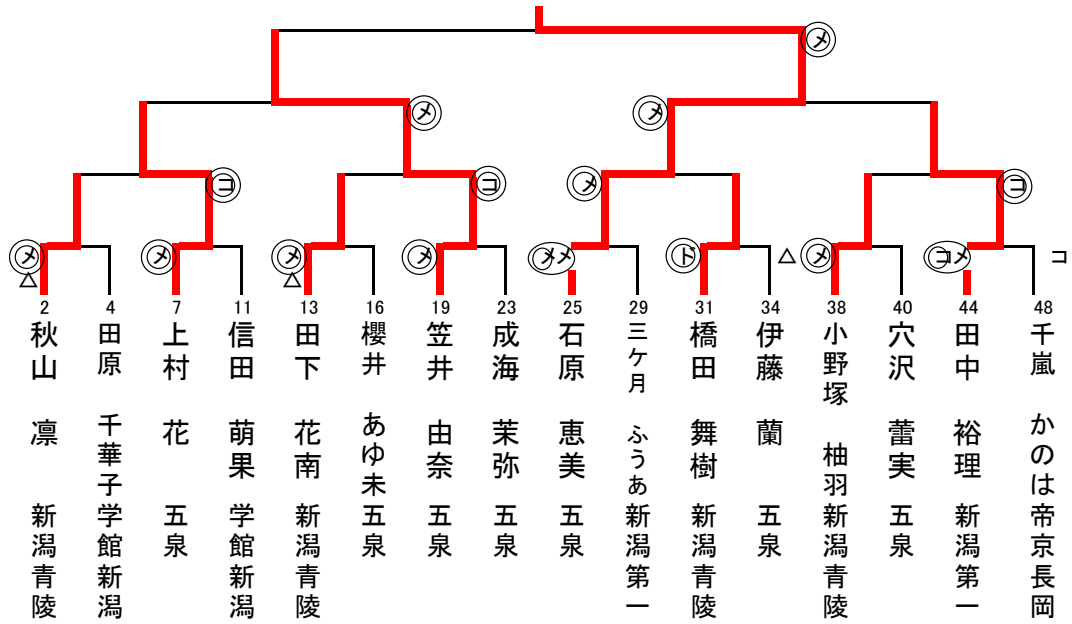 メ
メ メ
コ コ メ コ
メ メ メ メ メメ ド △ メ コメ コ
△ △
2 4 7 11 13 16 19 23 25 29 31 34 38 40 44 48
秋山 凛 新潟青陵
田原 千華子 学館新潟
上村 花 五泉
信田 萌果 学館新潟
田下 花南 新潟青陵
櫻井 あゆ未 五泉
笠井 由奈 五泉
成海 茉弥 五泉
石原 恵美 五泉
三ケ月 ふうあ 新潟第一
橋田 舞樹 新潟青陵
伊藤 蘭 五泉
小野塚 柚羽 新潟青陵
穴沢 蕾実 五泉
田中 裕理 新潟第一
千嵐 かのは 帝京長岡